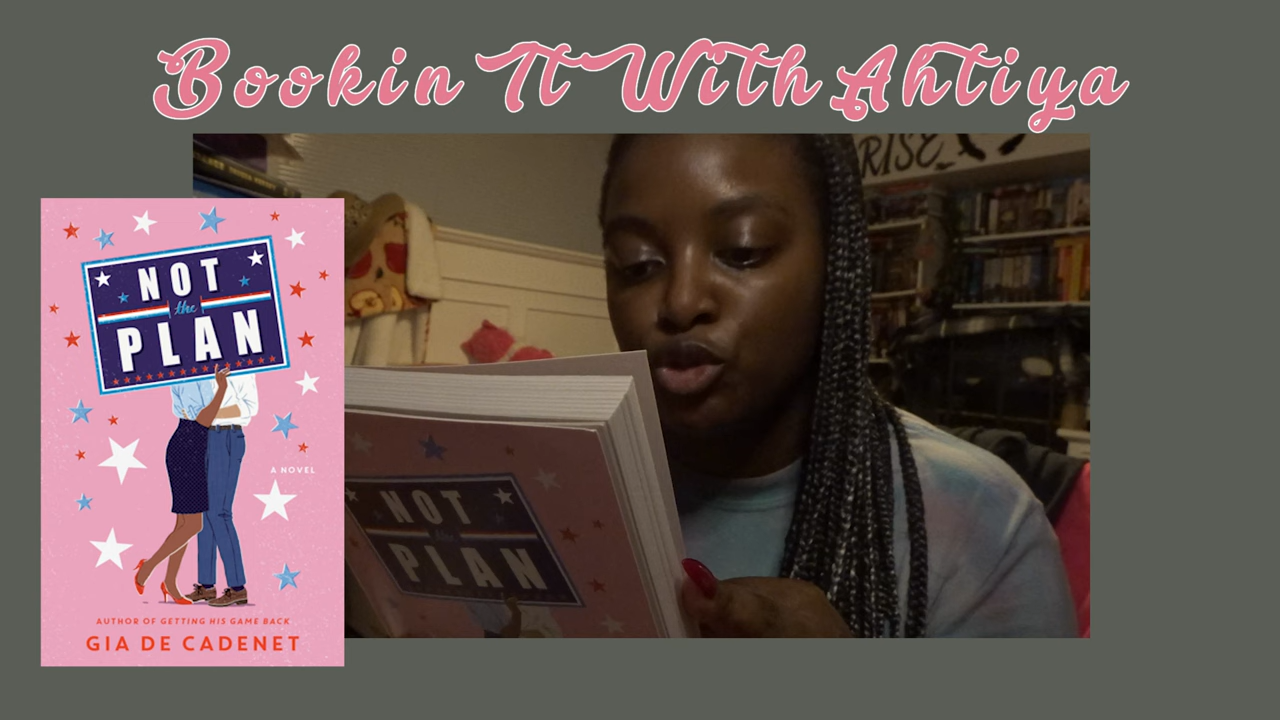 Bookin It With Ahtiya
RISE
NOT
the
PLAN
A NOVEL
AUTHOR OF GETTING HIS GAME BACK
GIA DE CADENET
NOT
the
PLAN